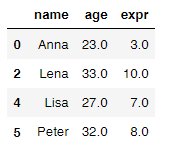 name age expr
0 Anna 23.0 3.0
2 Lena 33.0 10.0
4 Lisa 27.0 7.0
5 Peter 32.0 8.0